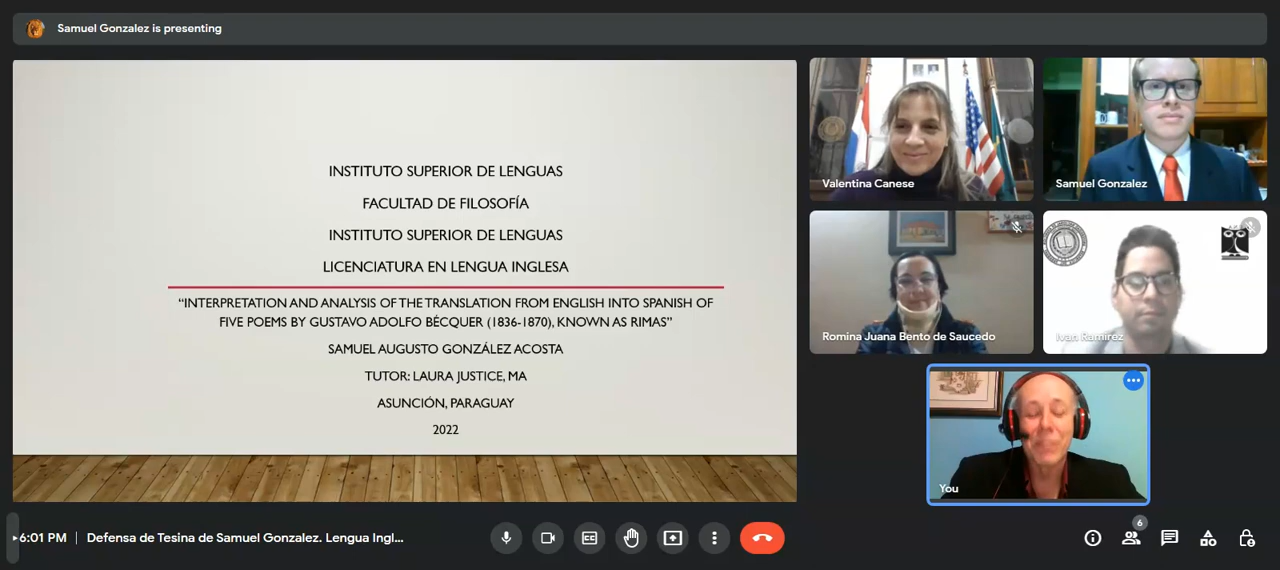 Samuel Gonzalez is presenting
INSTITUTO SUPERIOR DE LENGUAS
FACULTAD DE FILOSOFÍA
INSTITUTO SUPERIOR DE LENGUAS
LICENCIATURA EN LENGUA INGLESA
“INTERPRETATION AND ANALYSIS OF THE TRANSLATION FROM ENGLISH INTO SPANISH OF
FIVE POEMS BY GUSTAVO ADOLFO BÉCQUER (1836-1870), KNOWN AS RIMAS”
SAMUEL AUGUSTO GONZÁLEZ ACOSTA
TUTOR: LAURA JUSTICE, MA
ASUNCIÓN, PARAGUAY
2022
Valentina Canese
Samuel Gonzalez
Romina Juana Bento de Saucedo
Ivan Ramirez
You
6:01 PM | Defensa de Tesina de Samuel Gonzalez. Lengua Ingl...
CC
6